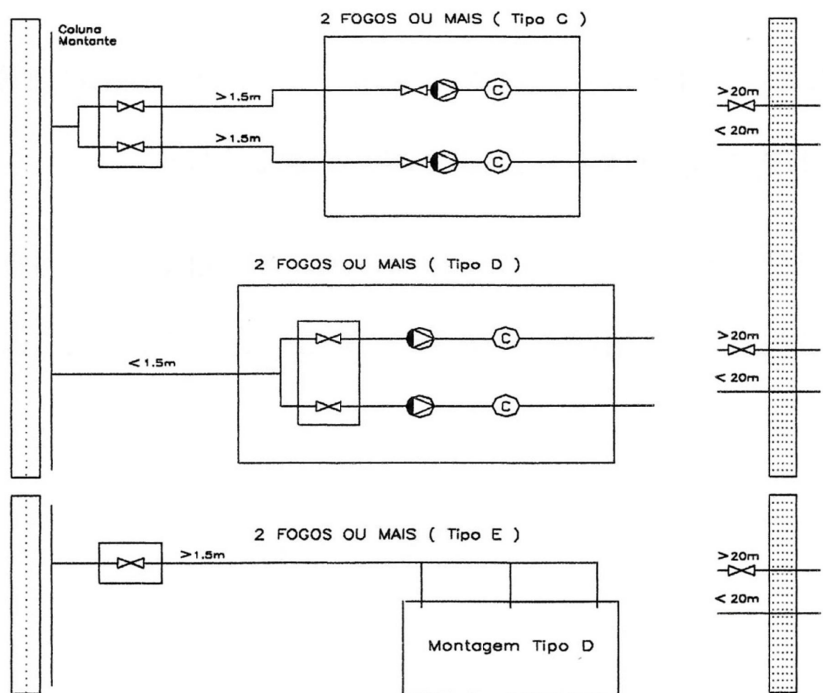 2 FOGOS OU MAIS ( Tipo C )
Coluna
Montante
>1.5m
C
>20m
<20m
>1.5m
C
2 FOGOS OU MAIS ( Tipo D )
C
>20m
<1.5m
<20m
C
2 FOGOS OU MAIS ( Tipo E )
>1.5m
>20m
<20m
Montagem Tipo D